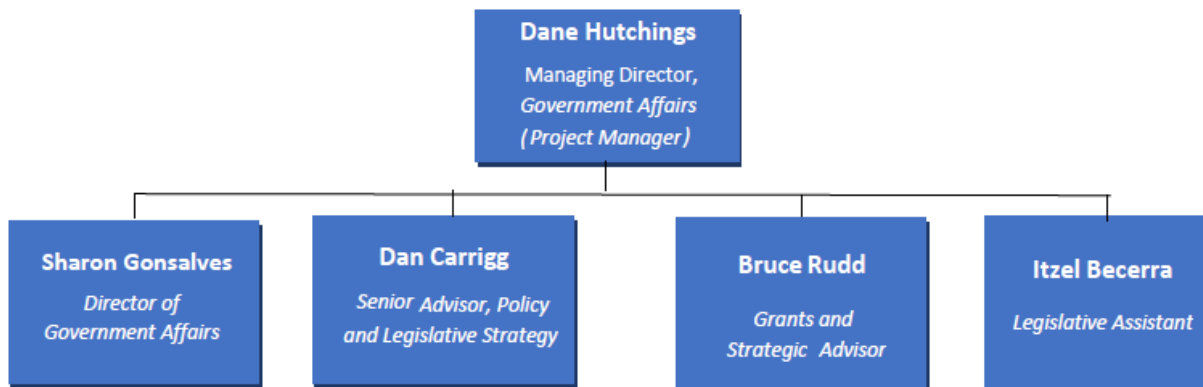 Dane Hutchings
Managing Director,
Government Affairs
(Project Manager)
Sharon Gonsalves
Director of
Government Affairs
Dan Carrigg
Senior Advisor, Policy
and Legislative Strategy
Bruce Rudd
Grants and
Strategic Advisor
Itzel Becerra
Legislative Assistant